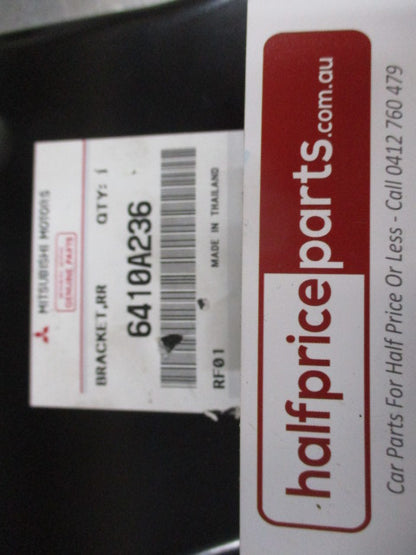 MITSUBISHI MOTORS
GENUINE PARTS
BRACKET,RR QTY: 1
6410A236
RF01 MADE IN THAILAND
halfpriceparts.com.au
Car Parts For Half Price Or Less - Call 0412 760 479